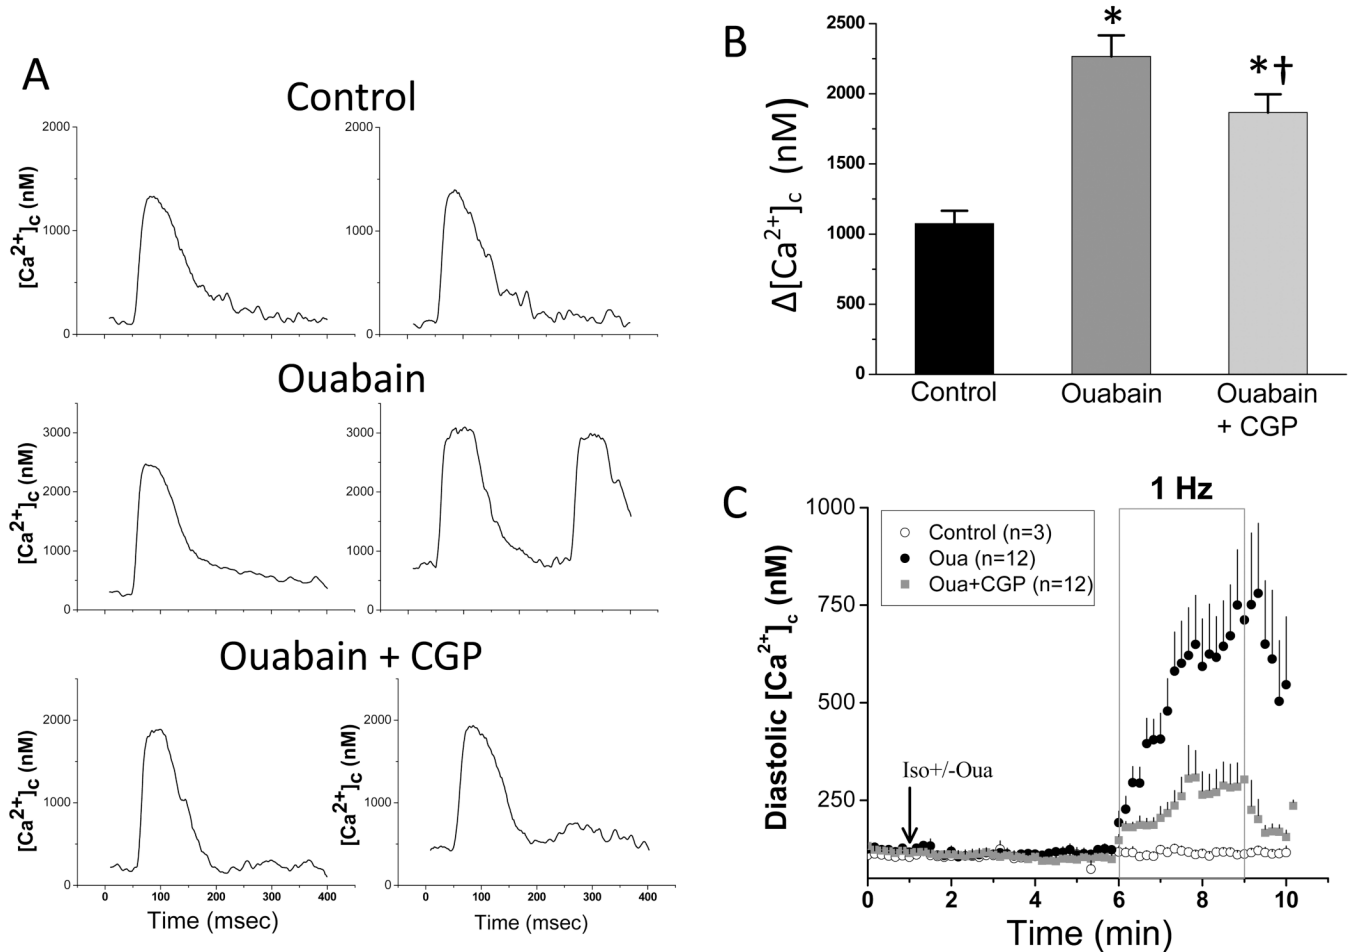 A
Control
[Ca2+]c (nM)
2000
1000
0
2000
1000
0
Ouabain
[Ca2+]c (nM)
3000
2000
1000
0
3000
2000
1000
0
Ouabain + CGP
[Ca2+]c (nM)
2000
1000
0
0 100 200 300 400
Time (msec)
[Ca2+]c (nM)
2000
1000
0
0 100 200 300 400
Time (msec)
B
Δ[Ca2+]c (nM)
2500
2000
1500
1000
500
0
*
*†
Control Ouabain Ouabain
+ CGP
C
1 Hz
Diastolic [Ca2+]c (nM)
1000
750
500
250
Control (n=3)
Oua (n=12)
Oua+CGP (n=12)
Iso+/-Oua
0 2 4 6 8 10
Time (min)